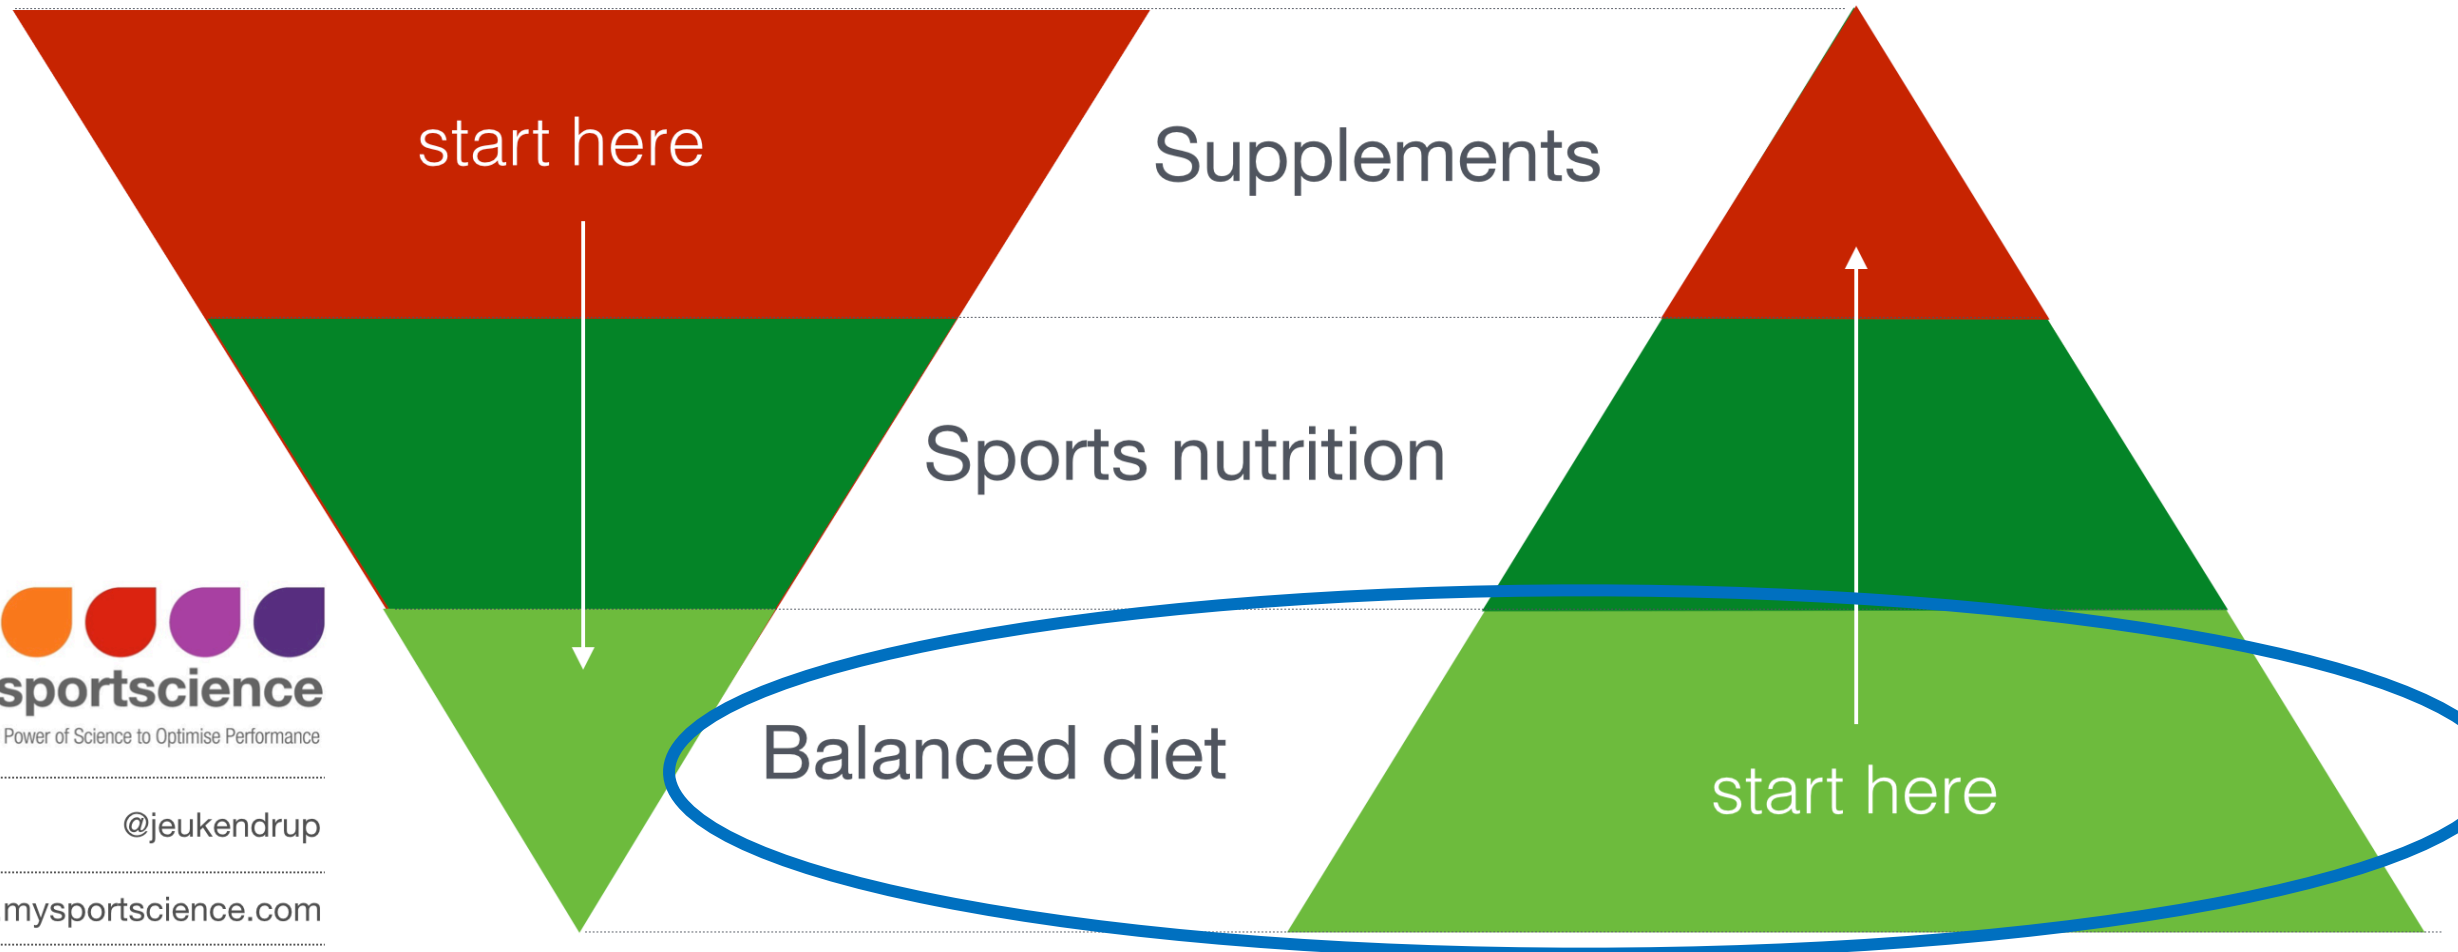 start here
Supplements
Sports nutrition
sportscience
Power of Science to Optimise Performance
Balanced diet
start here
@jeukendrup
mysportscience.com